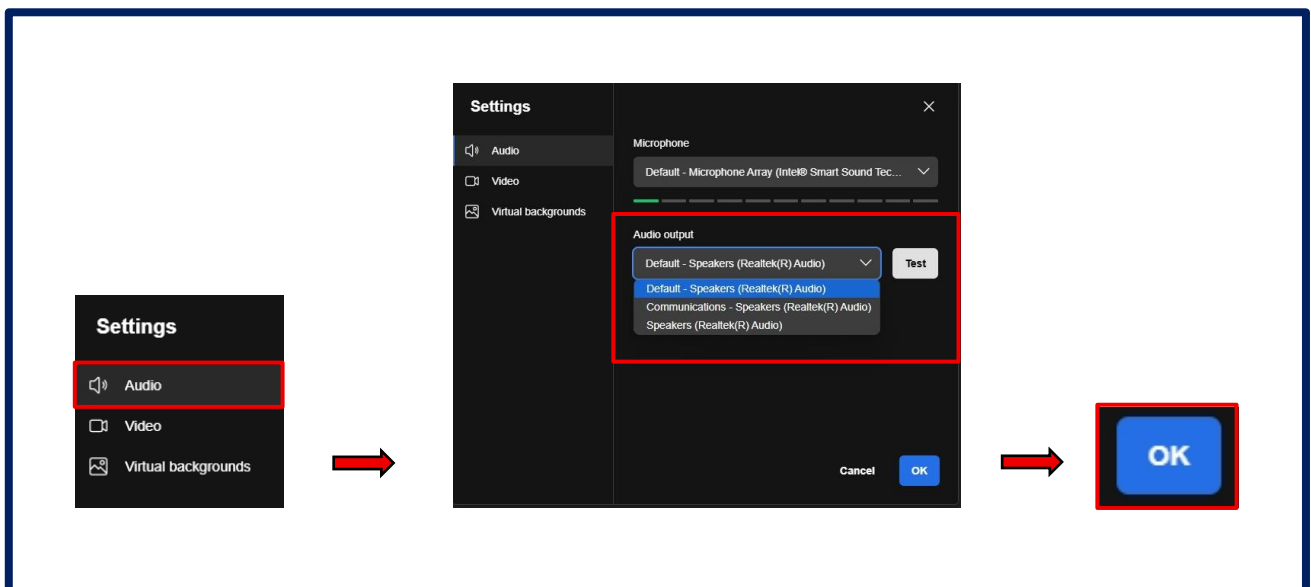 Settings
Audio
Video
Virtual backgrounds
Settings
Audio
Video
Virtual backgrounds
Microphone
Default - Microphone Array (Intel® Smart Sound Tec...
Audio output
Default - Speakers (Realtek(R) Audio)
Test
Default - Speakers (Realtek(R) Audio)
Communications - Speakers (Realtek(R) Audio)
Speakers (Realtek(R) Audio)
Cancel
OK
OK